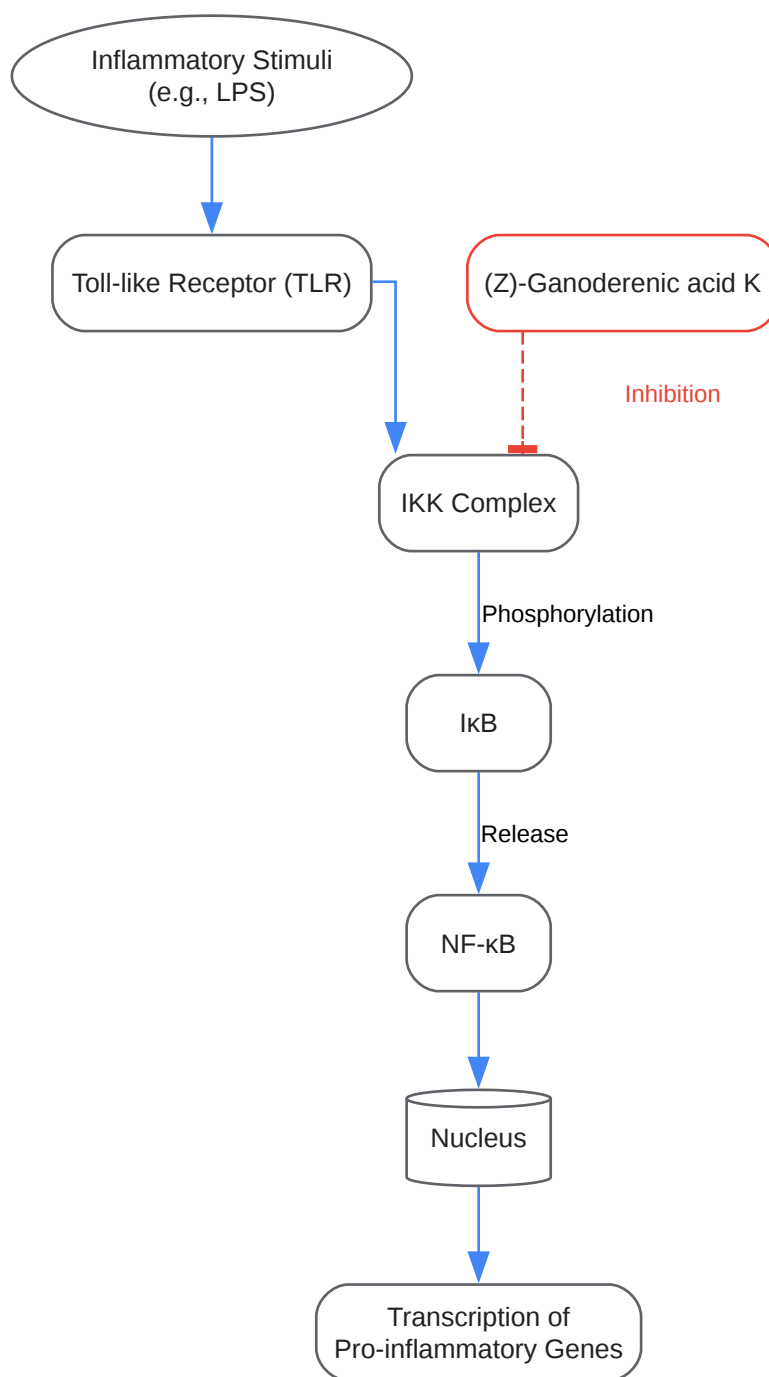 Inflammatory Stimuli
(e.g., LPS)
Toll-like Receptor (TLR)
(Z)-Ganoderenic acid K
Inhibition
IKK Complex
Phosphorylation
IκB
Release
NF-κB
Nucleus
Transcription of
Pro-inflammatory Genes